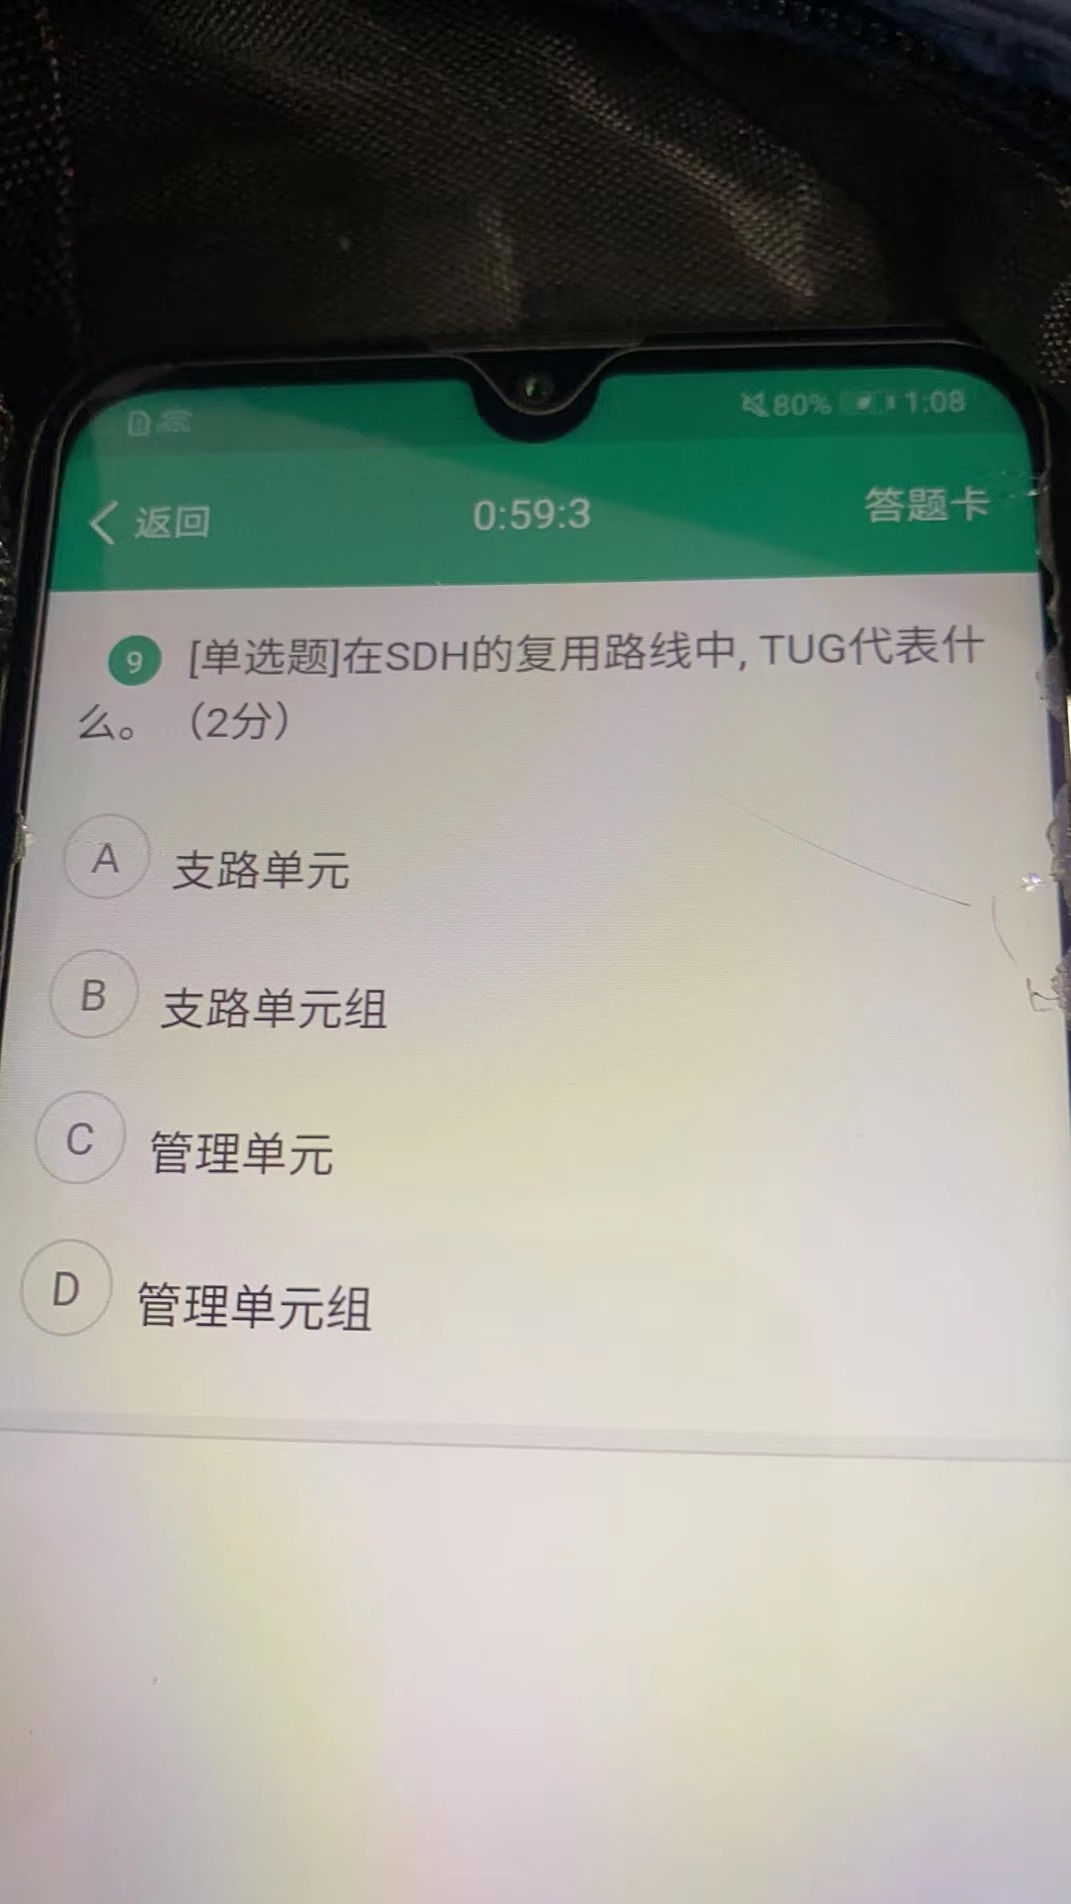 80% 1:08
返回 0:59:3 答题卡
9 [单选题]在SDH的复用路线中, TUG代表什
么。 （2分）
A 支路单元
B 支路单元组
C 管理单元
D 管理单元组